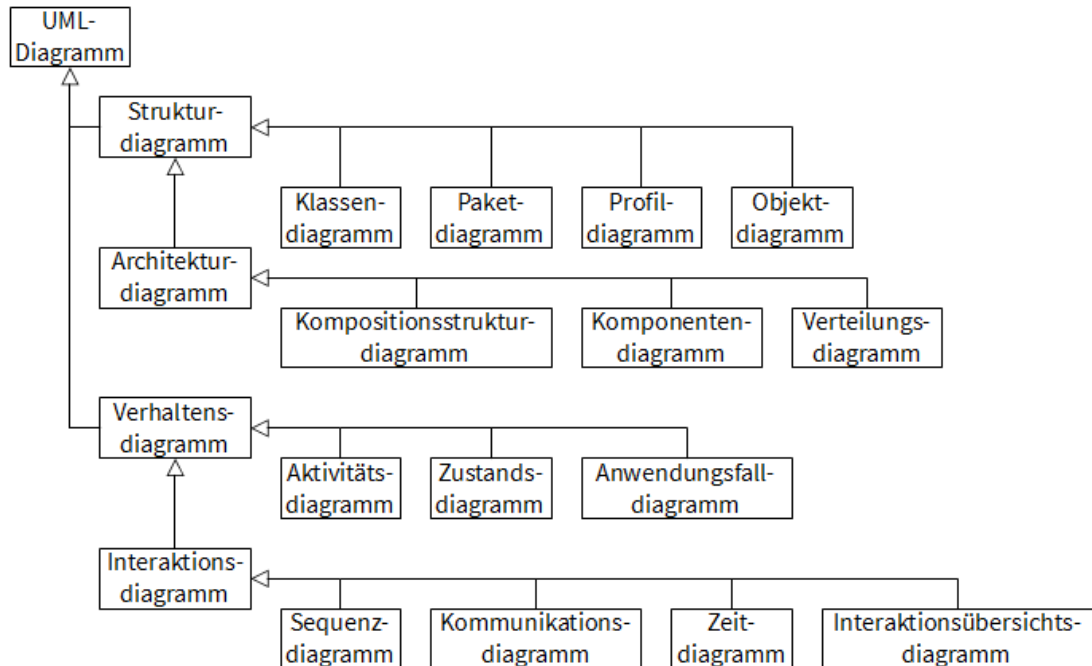 UML-
Diagramm
Struktur-
diagramm
Klassen-
diagramm
Paket-
diagramm
Profil-
diagramm
Objekt-
diagramm
Architektur-
diagramm
Kompositionsstruktur-
diagramm
Komponenten-
diagramm
Verteilungs-
diagramm
Verhaltens-
diagramm
Aktivitäts-
diagramm
Zustands-
diagramm
Anwendungsfall-
diagramm
Interaktions-
diagramm
Sequenz-
diagramm
Kommunikations-
diagramm
Zeit-
diagramm
Interaktionsübersichts-
diagramm